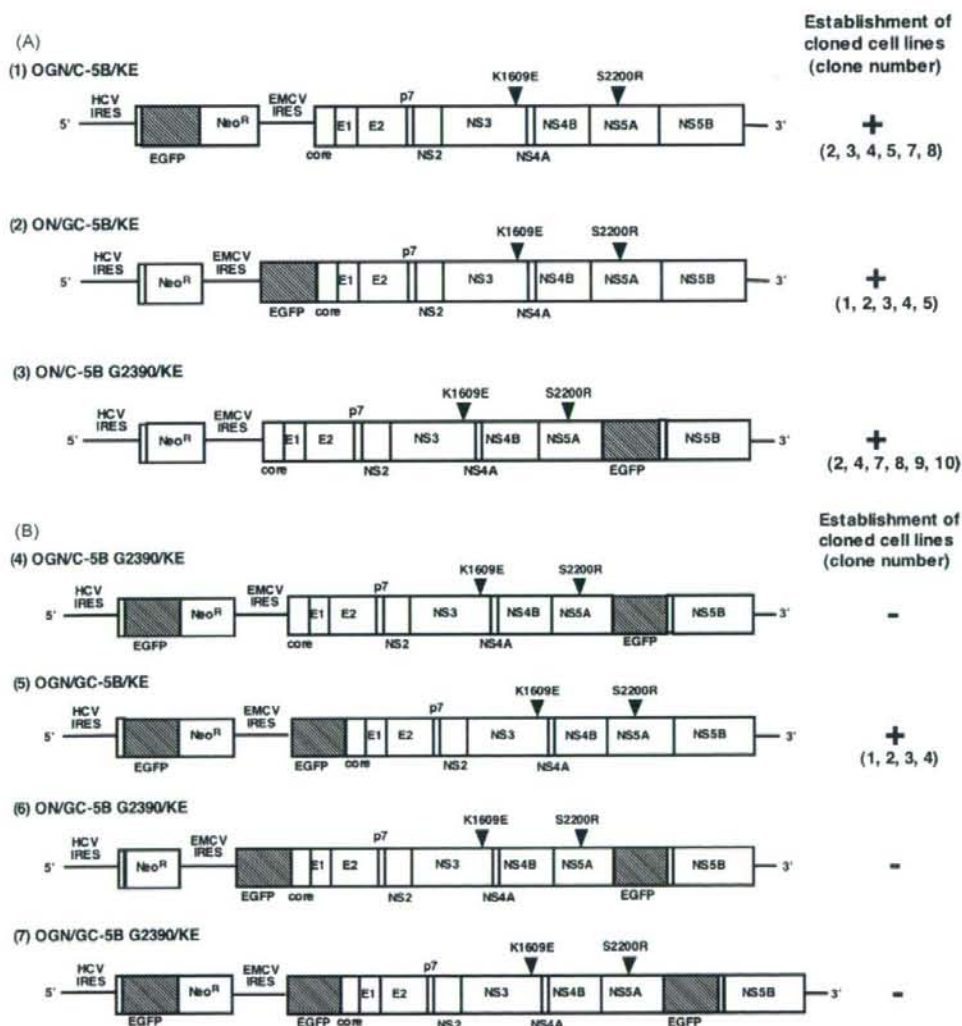 (A)
Establishment of
cloned cell lines
(clone number)
(1) OGN/C-5B/KE
K1609E S2200R
HCV IRES EMCV IRES p7
5' NeoR E1 E2 NS3 NS4B NS5A NS5B 3'
EGFP core NS2 NS4A
+
(2, 3, 4, 5, 7, 8)
(2) ON/GC-5B/KE
K1609E S2200R
HCV IRES EMCV IRES p7
5' NeoR E1 E2 NS3 NS4B NS5A NS5B 3'
EGFP core NS2 NS4A
+
(1, 2, 3, 4, 5)
(3) ON/C-5B G2390/KE
K1609E S2200R
HCV IRES EMCV IRES p7
5' NeoR E1 E2 NS3 NS4B NS5A NS5B 3'
core NS2 NS4A EGFP
+
(2, 4, 7, 8, 9, 10)
(B)
Establishment of
cloned cell lines
(clone number)
(4) OGN/C-5B G2390/KE
K1609E S2200R
HCV IRES EMCV IRES p7
5' NeoR E1 E2 NS3 NS4B NS5A NS5B 3'
EGFP core NS2 NS4A EGFP
-
(5) OGN/GC-5B/KE
K1609E S2200R
HCV IRES EMCV IRES p7
5' NeoR E1 E2 NS3 NS4B NS5A NS5B 3'
EGFP EGFP core NS2 NS4A
+
(1, 2, 3, 4)
(6) ON/GC-5B G2390/KE
K1609E S2200R
HCV IRES EMCV IRES p7
5' NeoR E1 E2 NS3 NS4B NS5A NS5B 3'
EGFP core NS2 NS4A EGFP
-
(7) OGN/GC-5B G2390/KE
K1609E S2200R
HCV IRES EMCV IRES p7
5' NeoR E1 E2 NS3 NS4B NS5A NS5B 3'
EGFP EGFP core NS2 NS4A EGFP
-